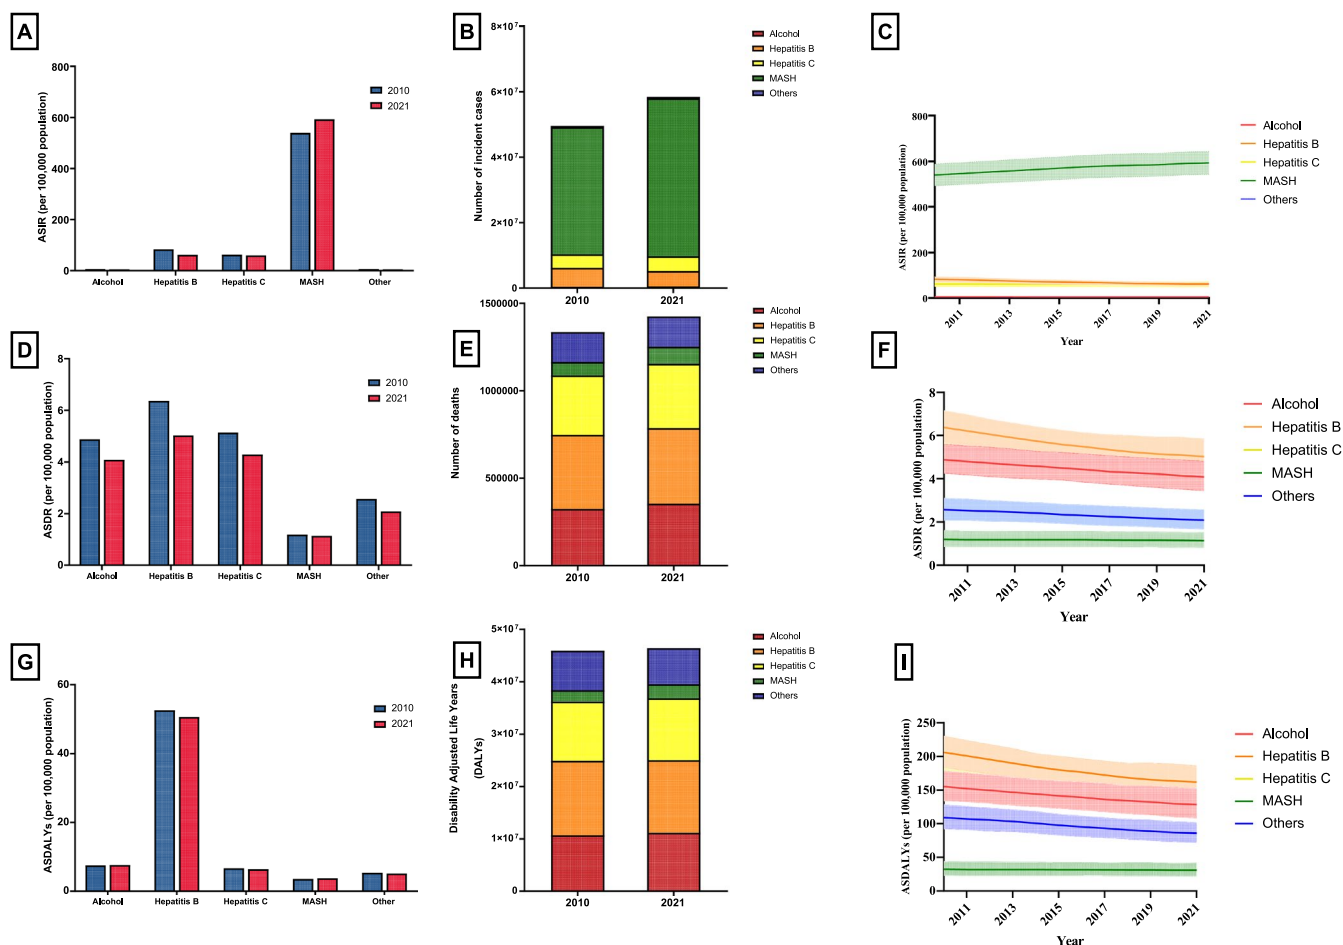 A
ASIR (per 100,000 population)
800
600
400
200
0
2010
2021
Alcohol Hepatitis B Hepatitis C MASH Other
B
Number of incident cases
8×10⁷
6×10⁷
4×10⁷
2×10⁷
0
2010 2021
Alcohol
Hepatitis B
Hepatitis C
MASH
Others
C
ASIR (per 100,000 population)
800
600
400
200
0
2011 2013 2015 2017 2019 2021
Year
Alcohol
Hepatitis B
Hepatitis C
MASH
Others
D
ASDR (per 100,000 population)
8
6
4
2
0
2010
2021
Alcohol Hepatitis B Hepatitis C MASH Other
E
Number of deaths
1500000
1000000
500000
0
2010 2021
Alcohol
Hepatitis B
Hepatitis C
MASH
Others
F
ASDR (per 100,000 population)
8
6
4
2
0
2011 2013 2015 2017 2019 2021
Year
Alcohol
Hepatitis B
Hepatitis C
MASH
Others
G
ASDALYs (per 100,000 population)
60
40
20
0
2010
2021
Alcohol Hepatitis B Hepatitis C MASH Other
H
Disability Adjusted Life Years
(DALYs)
5×10⁷
4×10⁷
3×10⁷
2×10⁷
1×10⁷
0
2010 2021
Alcohol
Hepatitis B
Hepatitis C
MASH
Others
I
ASDALYs (per 100,000 population)
250
200
150
100
50
0
2011 2013 2015 2017 2019 2021
Year
Alcohol
Hepatitis B
Hepatitis C
MASH
Others